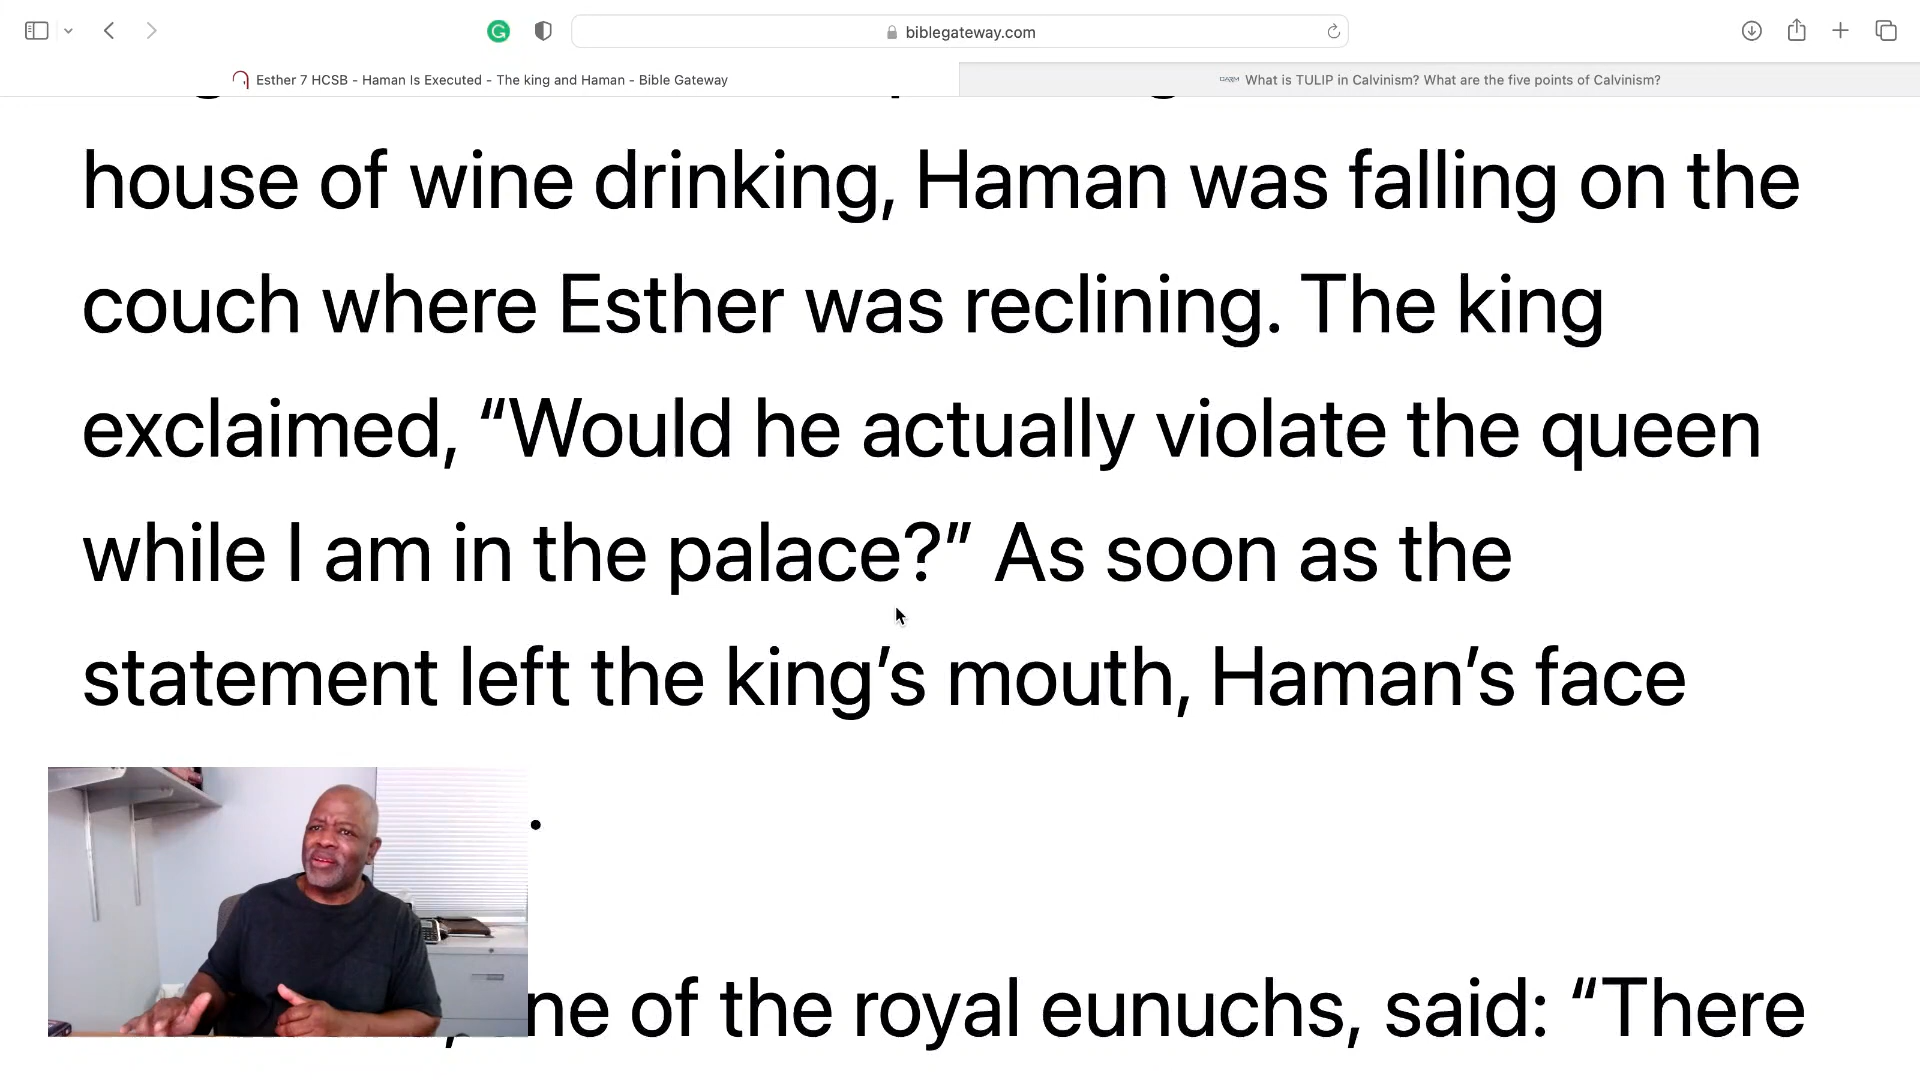 biblegateway.com
Esther 7 HCSB - Haman Is Executed - The king and Haman - Bible Gateway
CARM What is TULIP in Calvinism? What are the five points of Calvinism?
house of wine drinking, Haman was falling on the
couch where Esther was reclining. The king
exclaimed, “Would he actually violate the queen
while I am in the palace?” As soon as the
statement left the king’s mouth, Haman’s face
.
ne of the royal eunuchs, said: “There